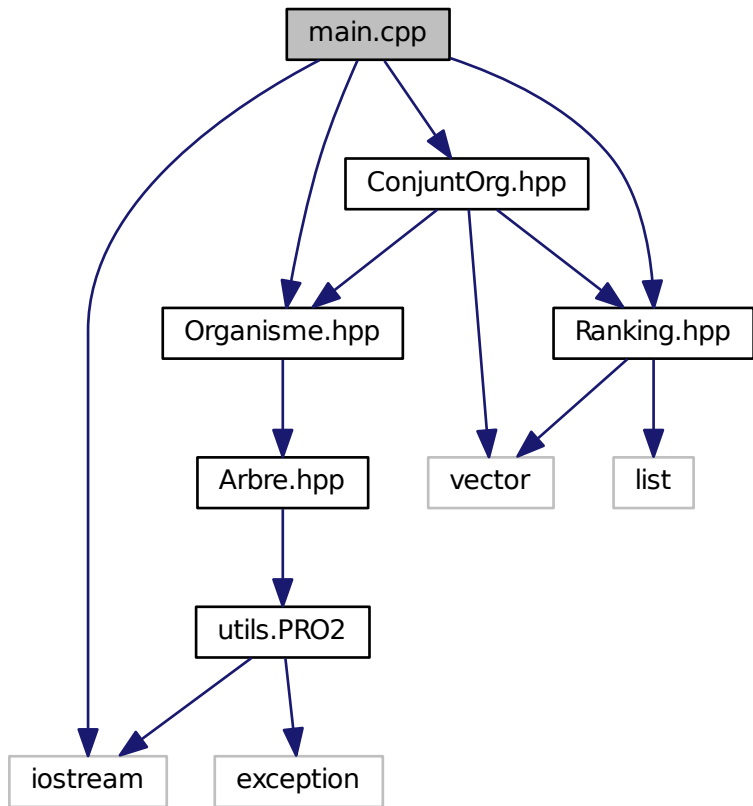 main.cpp
ConjuntOrg.hpp
Organisme.hpp
Ranking.hpp
Arbre.hpp
vector
list
utils.PRO2
iostream
exception